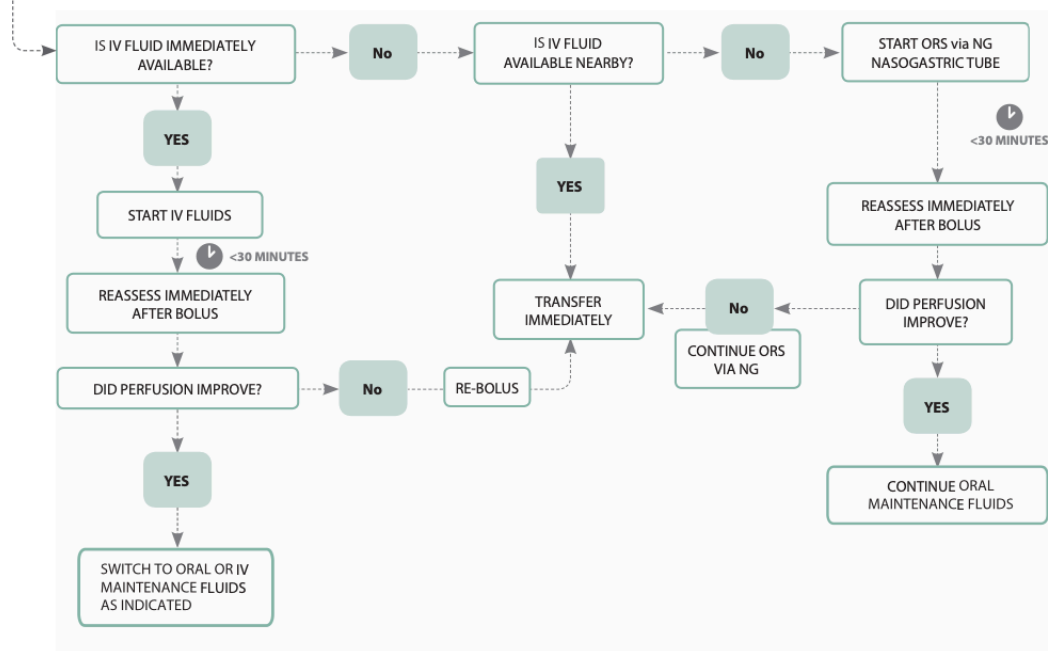 IS IV FLUID IMMEDIATELY
AVAILABLE?
No
IS IV FLUID
AVAILABLE NEARBY?
No
START ORS via NG
NASOGASTRIC TUBE
YES
START IV FLUIDS
<30 MINUTES
REASSESS IMMEDIATELY
AFTER BOLUS
DID PERFUSION IMPROVE?
No
RE-BOLUS
YES
SWITCH TO ORAL OR IV
MAINTENANCE FLUIDS
AS INDICATED
YES
TRANSFER
IMMEDIATELY
<30 MINUTES
REASSESS IMMEDIATELY
AFTER BOLUS
DID PERFUSION
IMPROVE?
No
CONTINUE ORS
VIA NG
YES
CONTINUE ORAL
MAINTENANCE FLUIDS